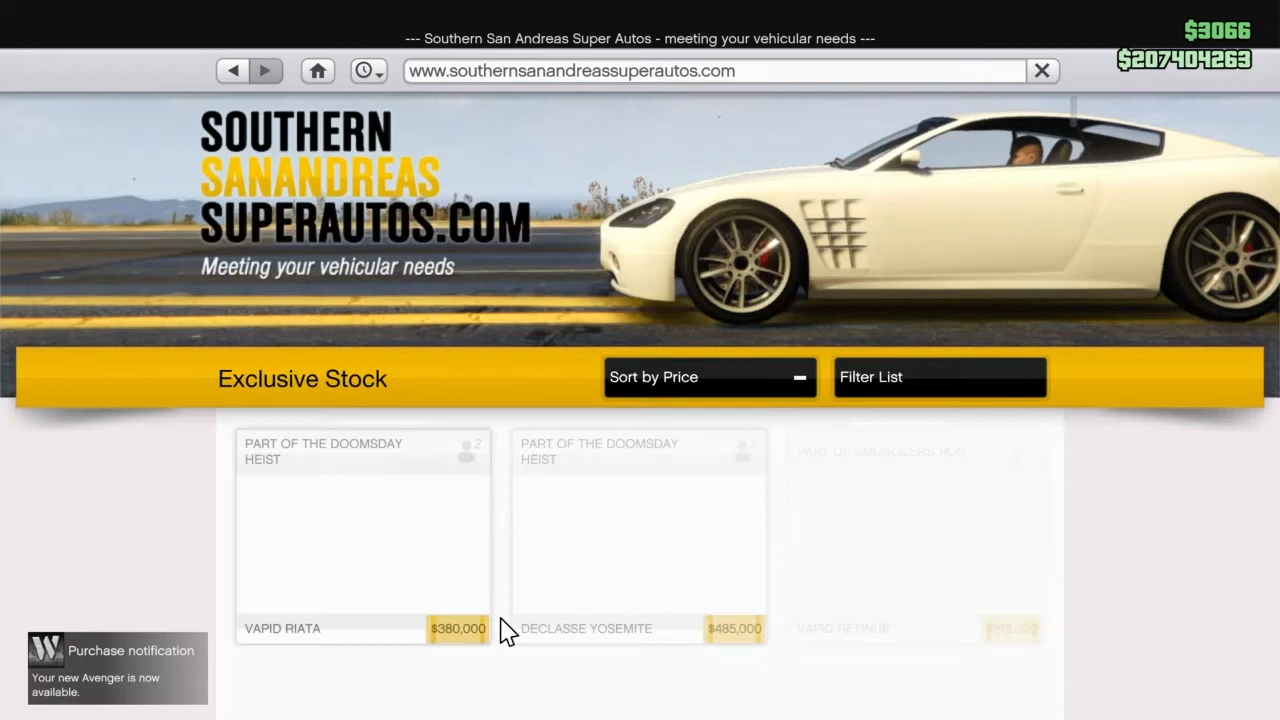 --- Southern San Andreas Super Autos - meeting your vehicular needs ---
$3066
$207404263
www.southernsanandreassuperautos.com
SOUTHERN
SANANDREAS
SUPERAUTOS.COM
Meeting your vehicular needs
Exclusive Stock
Sort by Price
Filter List
PART OF THE DOOMSDAY
HEIST
2
VAPID RIATA
$380,000
PART OF THE DOOMSDAY
HEIST
DECLASSE YOSEMITE
$485,000
PART OF SMUGGLER'S RUN
VAPID RETINUE
$615,000
W
Purchase notification
Your new Avenger is now
available.